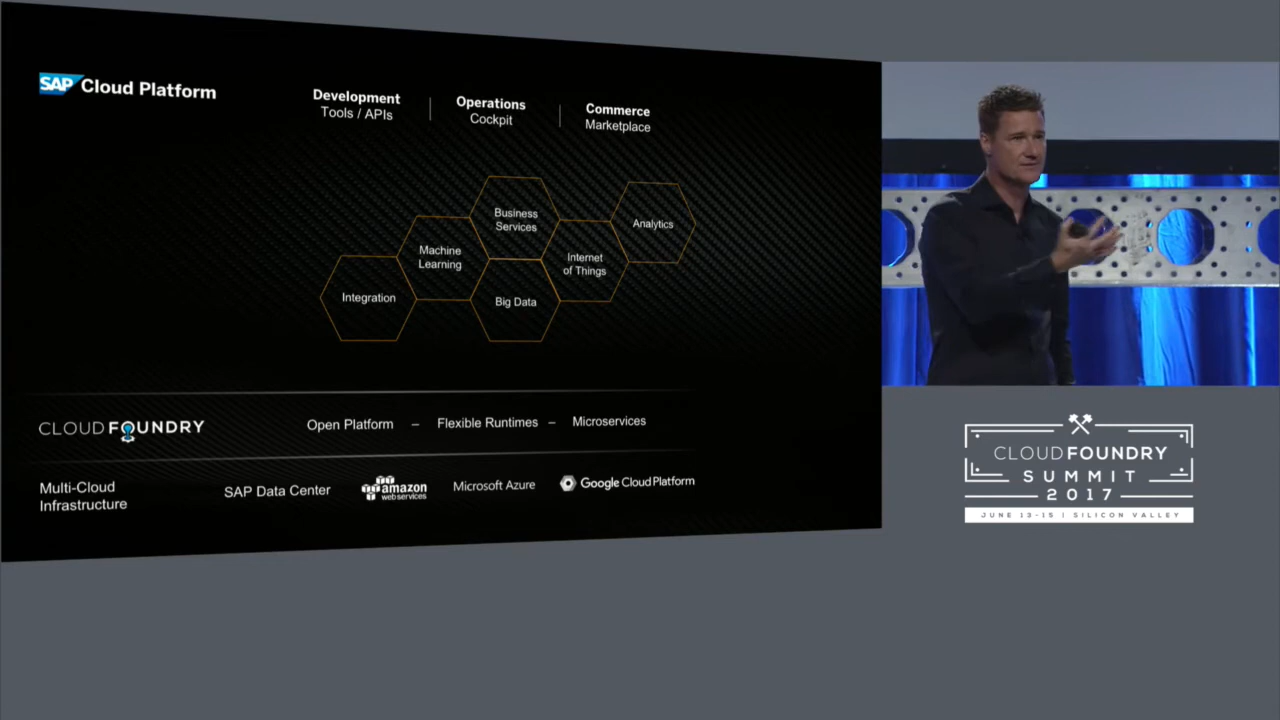 SAP Cloud Platform
Development
Tools / APIs
Operations
Cockpit
Commerce
Marketplace
Business
Services
Analytics
Machine
Learning
Internet
of Things
Integration
Big Data
CLOUD FOUNDRY
Open Platform – Flexible Runtimes – Microservices
Multi-Cloud
Infrastructure
SAP Data Center
amazon
web services
Microsoft Azure
Google Cloud Platform
CLOUD FOUNDRY
SUMMIT
2017
JUNE 13-15 | SILICON VALLEY